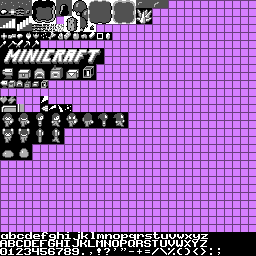 MINICRAFT
abcdefghijklmnopqrstuvwxyz
ABCDEFGHIJKLMNOPQRSTUVWXYZ
0123456789.,!?'"-+=/\%()<>:;